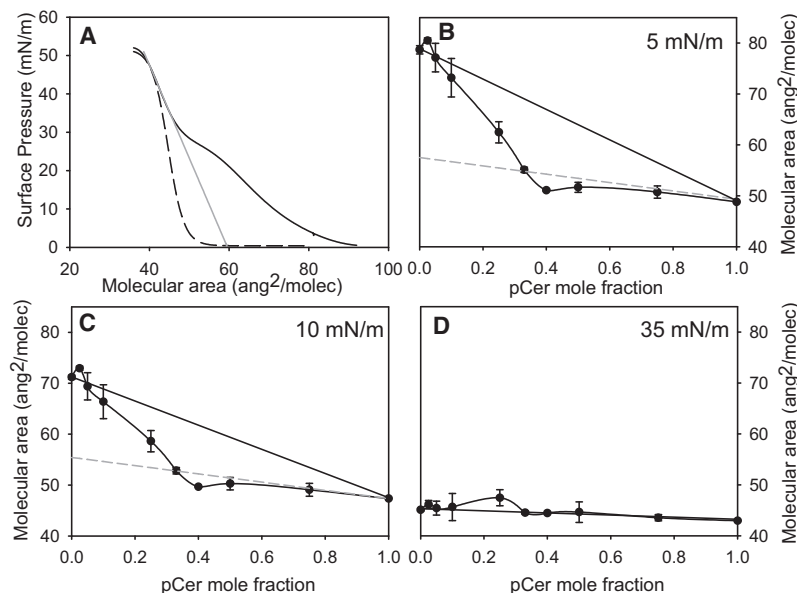 A
Surface Pressure (mN/m)
60
50
40
30
20
10
0
20 40 60 80 100
Molecular area (ang2/molec)
B
5 mN/m
80
70
60
50
40
Molecular area (ang2/molec)
0.0 0.2 0.4 0.6 0.8 1.0
pCer mole fraction
C
10 mN/m
Molecular area (ang2/molec)
80
70
60
50
40
0.0 0.2 0.4 0.6 0.8 1.0
pCer mole fraction
D
35 mN/m
80
70
60
50
40
Molecular area (ang2/molec)
0.0 0.2 0.4 0.6 0.8 1.0
pCer mole fraction